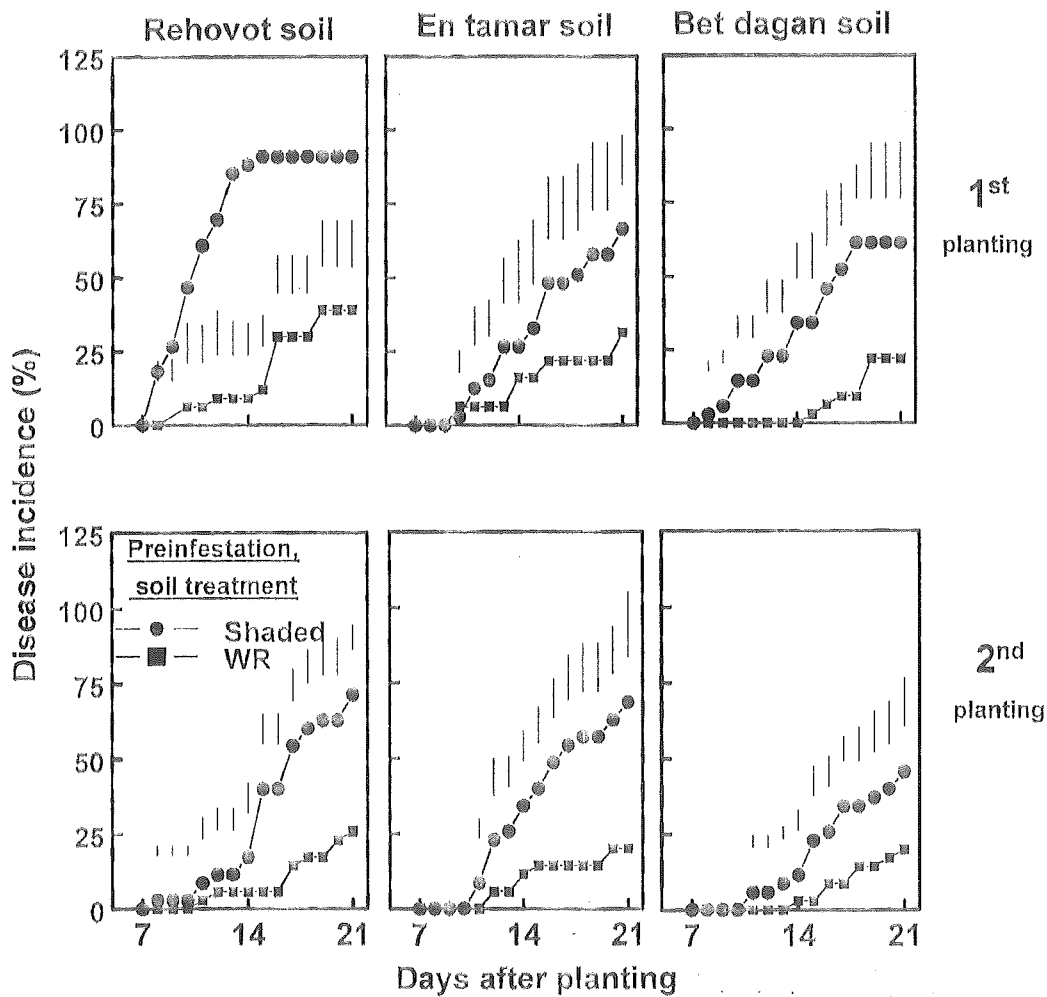 Rehovot soil
En tamar soil
Bet dagan soil
125
100
75
50
25
0
1st
planting
Disease incidence (%)
125
100
75
50
25
0
Preinfestation,
soil treatment
Shaded
WR
2nd
planting
7
14
21
7
14
21
7
14
21
Days after planting